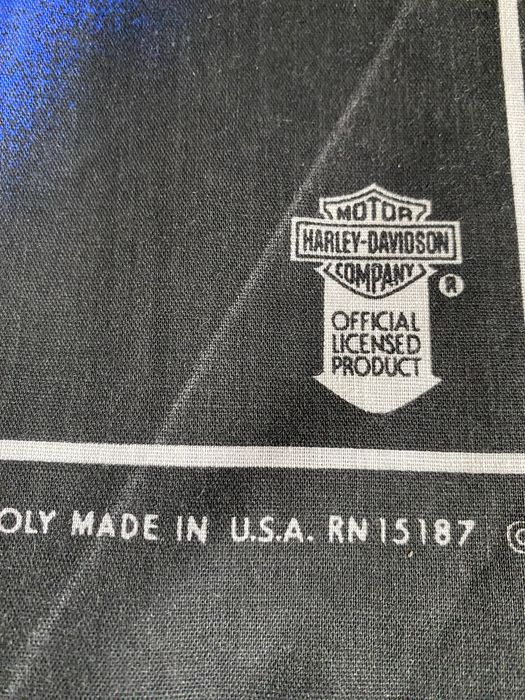 MOTOR
HARLEY-DAVIDSON
COMPANY
®
OFFICIAL
LICENSED
PRODUCT
OLY MADE IN U.S.A. RN 15187 ©